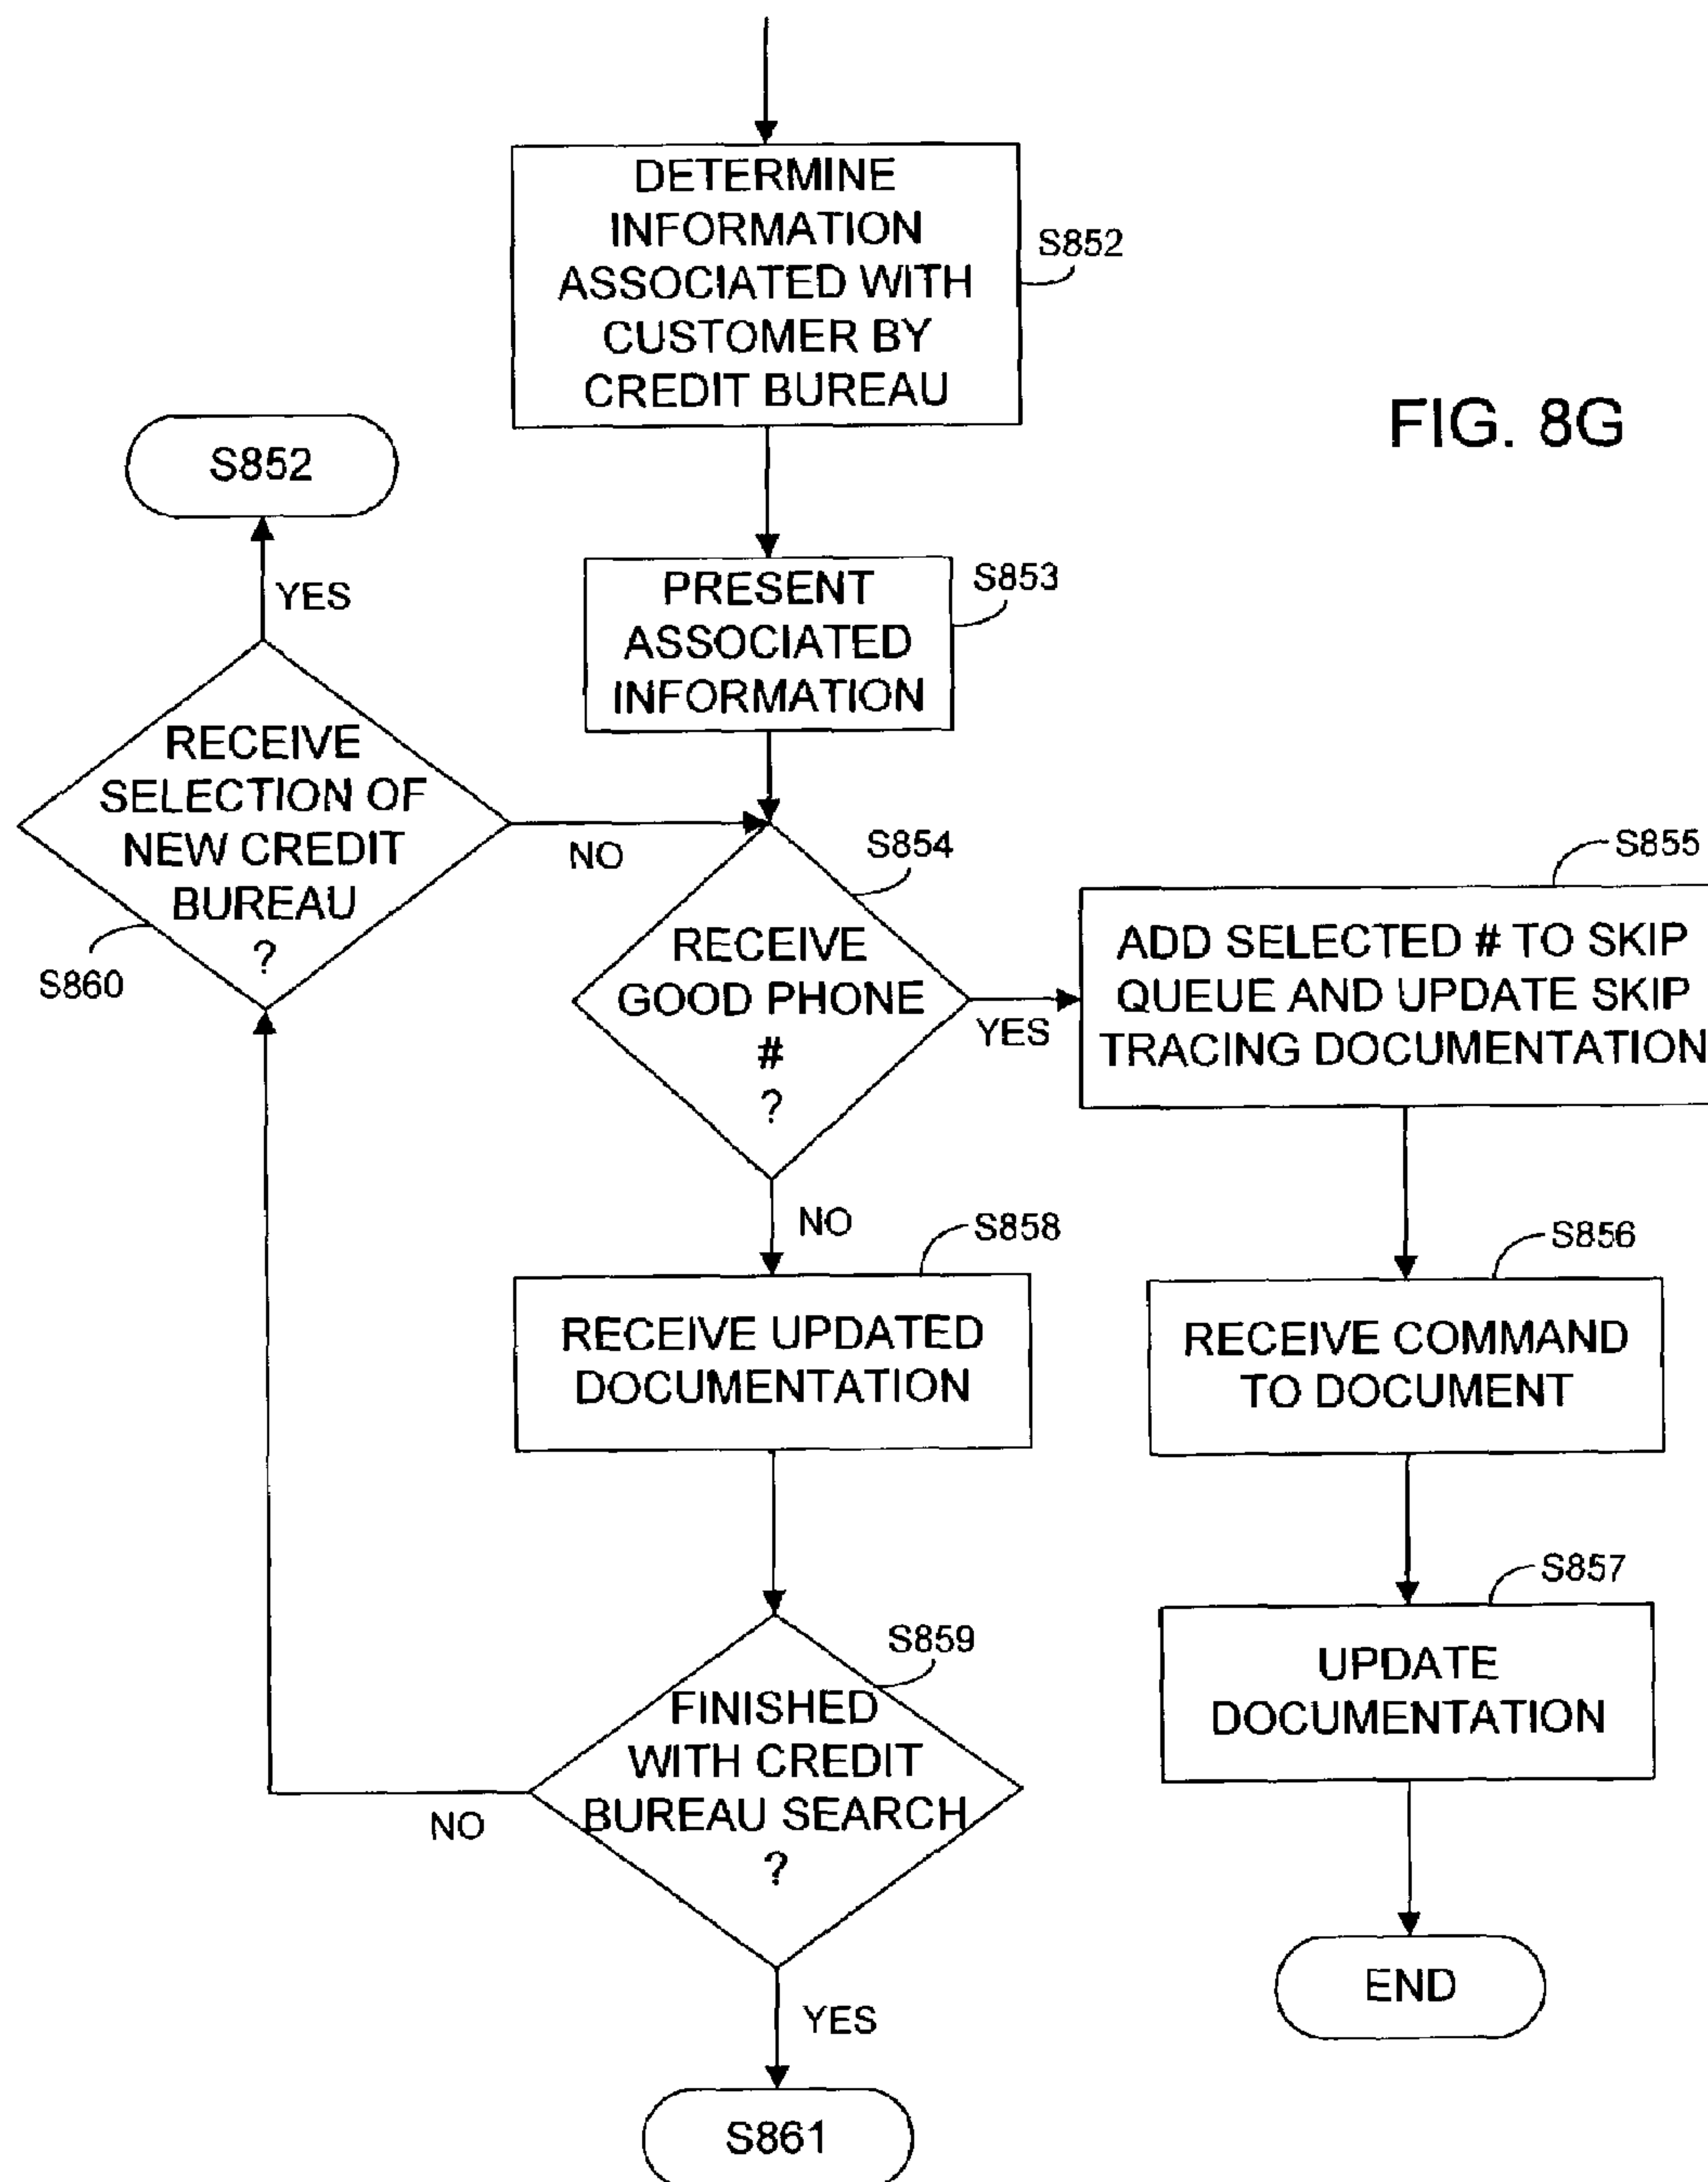 DETERMINE
INFORMATION
ASSOCIATED WITH
CUSTOMER BY
CREDIT BUREAU
S852
FIG. 8G
S852
YES
PRESENT
ASSOCIATED
INFORMATION
S853
RECEIVE
SELECTION OF
NEW CREDIT
BUREAU
?
S860
NO
S854
RECEIVE
GOOD PHONE
#
?
YES
S855
ADD SELECTED # TO SKIP
QUEUE AND UPDATE SKIP
TRACING DOCUMENTATION
NO
S858
RECEIVE UPDATED
DOCUMENTATION
S856
RECEIVE COMMAND
TO DOCUMENT
S859
FINISHED
WITH CREDIT
BUREAU SEARCH
?
NO
S857
UPDATE
DOCUMENTATION
YES
END
S861